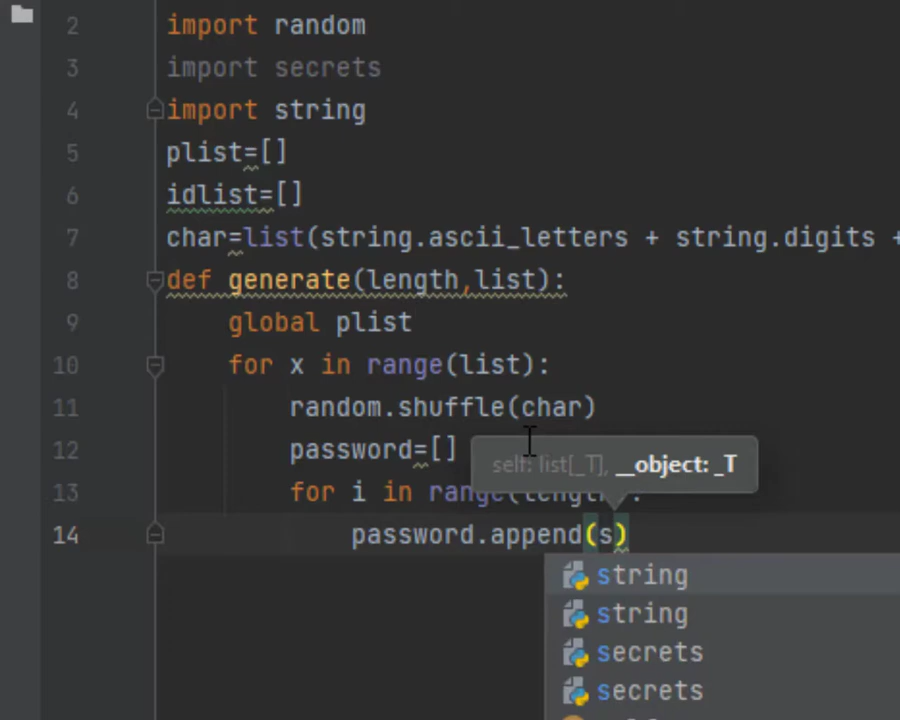 2 import random
3 import secrets
4 import string
5 plist=[]
6 idlist=[]
7 char=list(string.ascii_letters + string.digits +
8 def generate(length,list):
9 global plist
10 for x in range(list):
11 random.shuffle(char)
12 password=[]
self: list[_T], __object: _T
13 for i in range(length):
14 password.append(s)
string
string
secrets
secrets